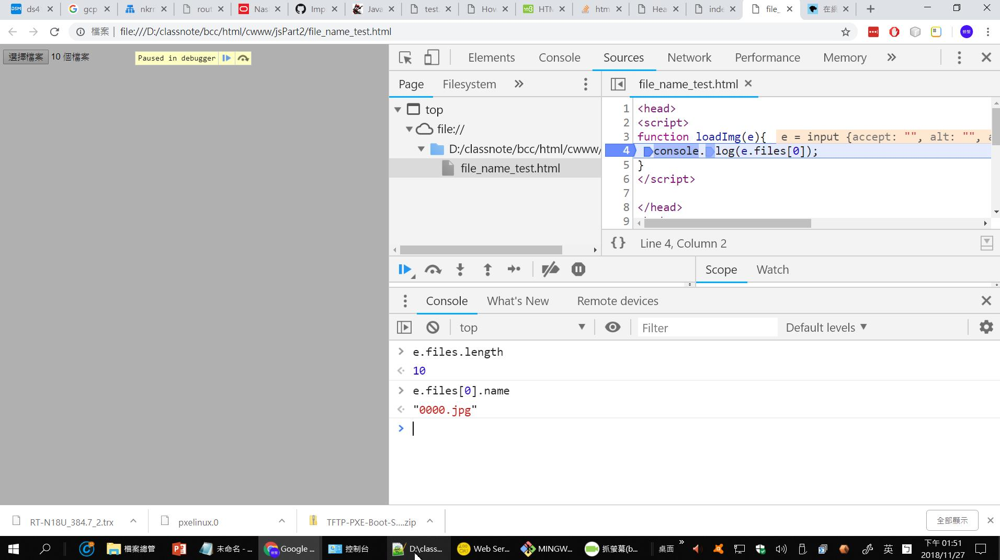 ds4
gcp
nkrr
rout
Nas
Imp
Java
test.
How
HTM
htm
Hea
inde
file_
在網
檔案 | file:///D:/classnote/bcc/html/cwww/jsPart2/file_name_test.html
選擇檔案 10 個檔案
Paused in debugger
Elements Console Sources Network Performance Memory
Page Filesystem
top
file://
D:/classnote/bcc/html/cwww/
file_name_test.html
file_name_test.html
1 <head>
2 <script>
3 function loadImg(e){ e = input {accept: "", alt: "", a
4 console.log(e.files[0]);
5 }
6 </script>
7
8 </head>
9
{} Line 4, Column 2
Scope Watch
Console What's New Remote devices
top Filter Default levels
> e.files.length
10
> e.files[0].name
"0000.jpg"
>
RT-N18U_384.7_2.trx
pxelinux.0
TFTP-PXE-Boot-S....zip
全部顯示
檔案總管
未命名 - ...
Google ...
控制台
D:\class...
Web Ser...
MINGW...
抓螢幕(b...
桌面
英
下午 01:51
2018/11/27